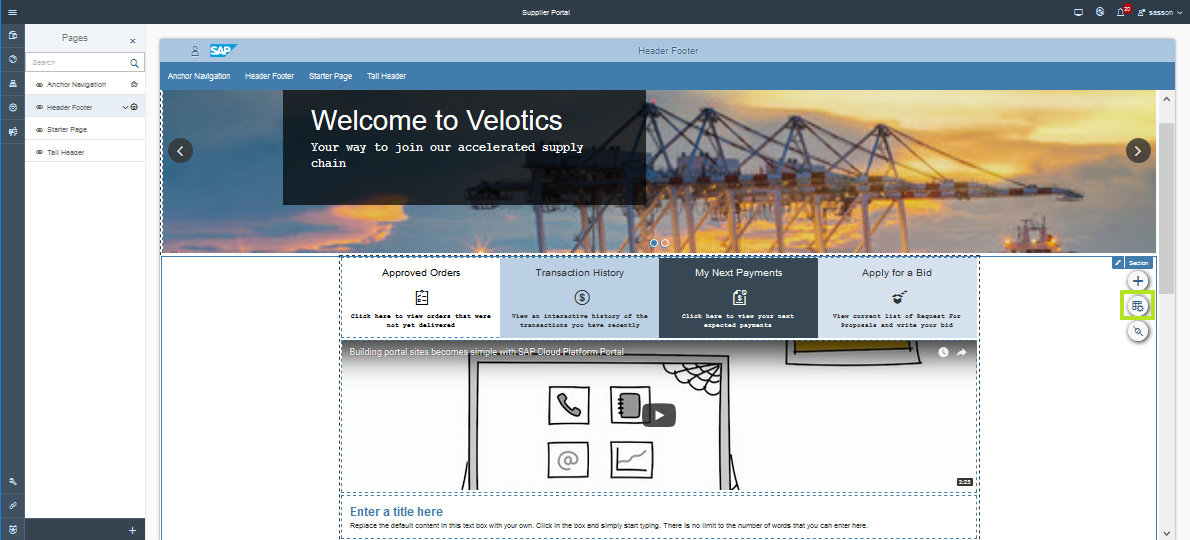 Supplier Portal
20
sasson
Pages
×
Search
Anchor Navigation
Header Footer
Starter Page
Tall Header
+
SAP
Header Footer
Anchor Navigation
Header Footer
Starter Page
Tall Header
Welcome to Velotics
Your way to join our accelerated supply
chain
Section
Approved Orders
Click here to view orders that were
not yet delivered
Transaction History
$
View an interactive history of the
transactions you have recently
My Next Payments
$
Click here to view your next
expected payments
Apply for a Bid
View current list of Request For
Proposals and write your bid
Building portal sites becomes simple with SAP Cloud Platform Portal
@
2:25
Enter a title here
Replace the default content in this text box with your own. Click in the box and simply start typing. There is no limit to the number of words that you can enter here.